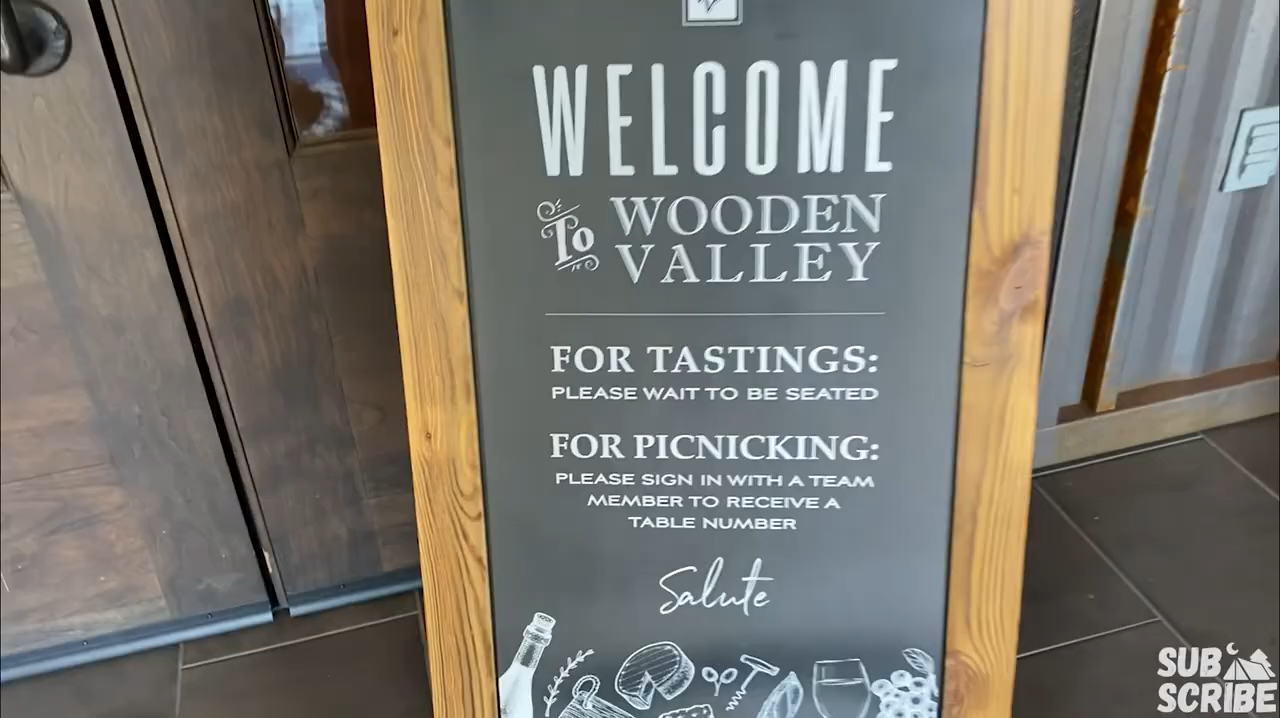 WELCOME
To WOODEN
VALLEY
FOR TASTINGS:
PLEASE WAIT TO BE SEATED
FOR PICNICKING:
PLEASE SIGN IN WITH A TEAM
MEMBER TO RECEIVE A
TABLE NUMBER
Salute
SUB
SCRIBE